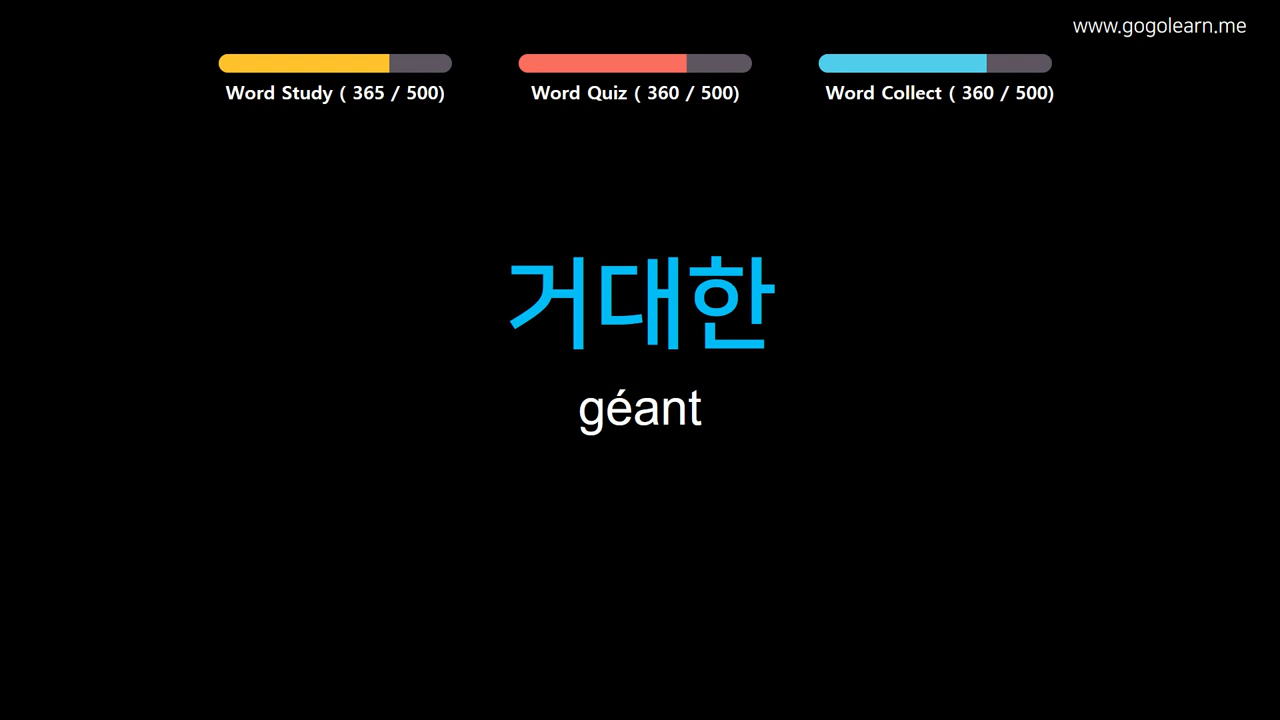 www.gogolearn.me
Word Study ( 365 / 500)
Word Quiz ( 360 / 500)
Word Collect ( 360 / 500)
거대한
géant